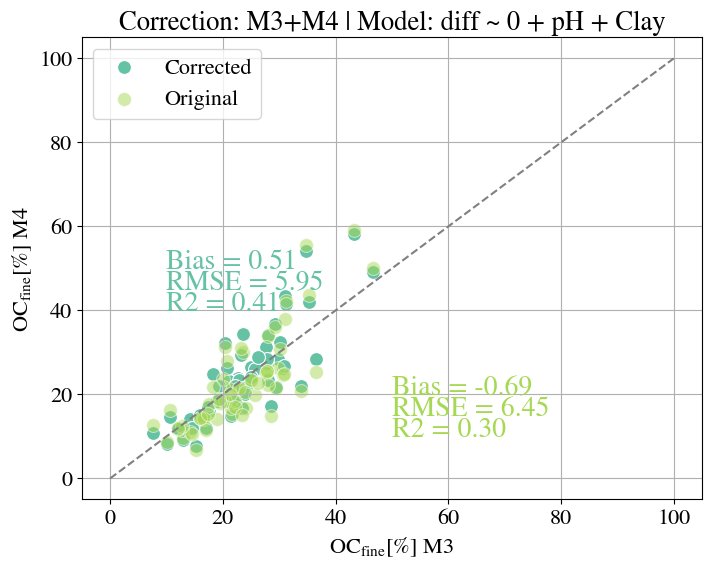 Correction: M3+M4 | Model: diff ~ 0 + pH + Clay
Corrected
Original
100
80
60
40
20
0
OCfine[%] M4
Bias = 0.51
RMSE = 5.95
R2 = 0.41
Bias = -0.69
RMSE = 6.45
R2 = 0.30
0
20
40
60
80
100
OCfine[%] M3